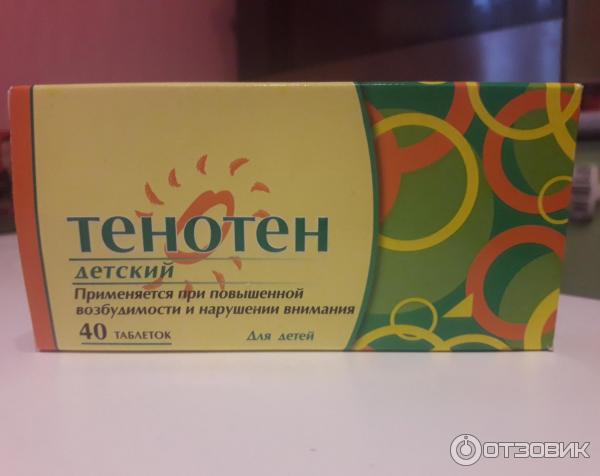 ТЕНОТЕН
детский
Применяется при повышенной
возбудимости и нарушении внимания
40 ТАБЛЕТОК
Для детей
ОТЗОВИК